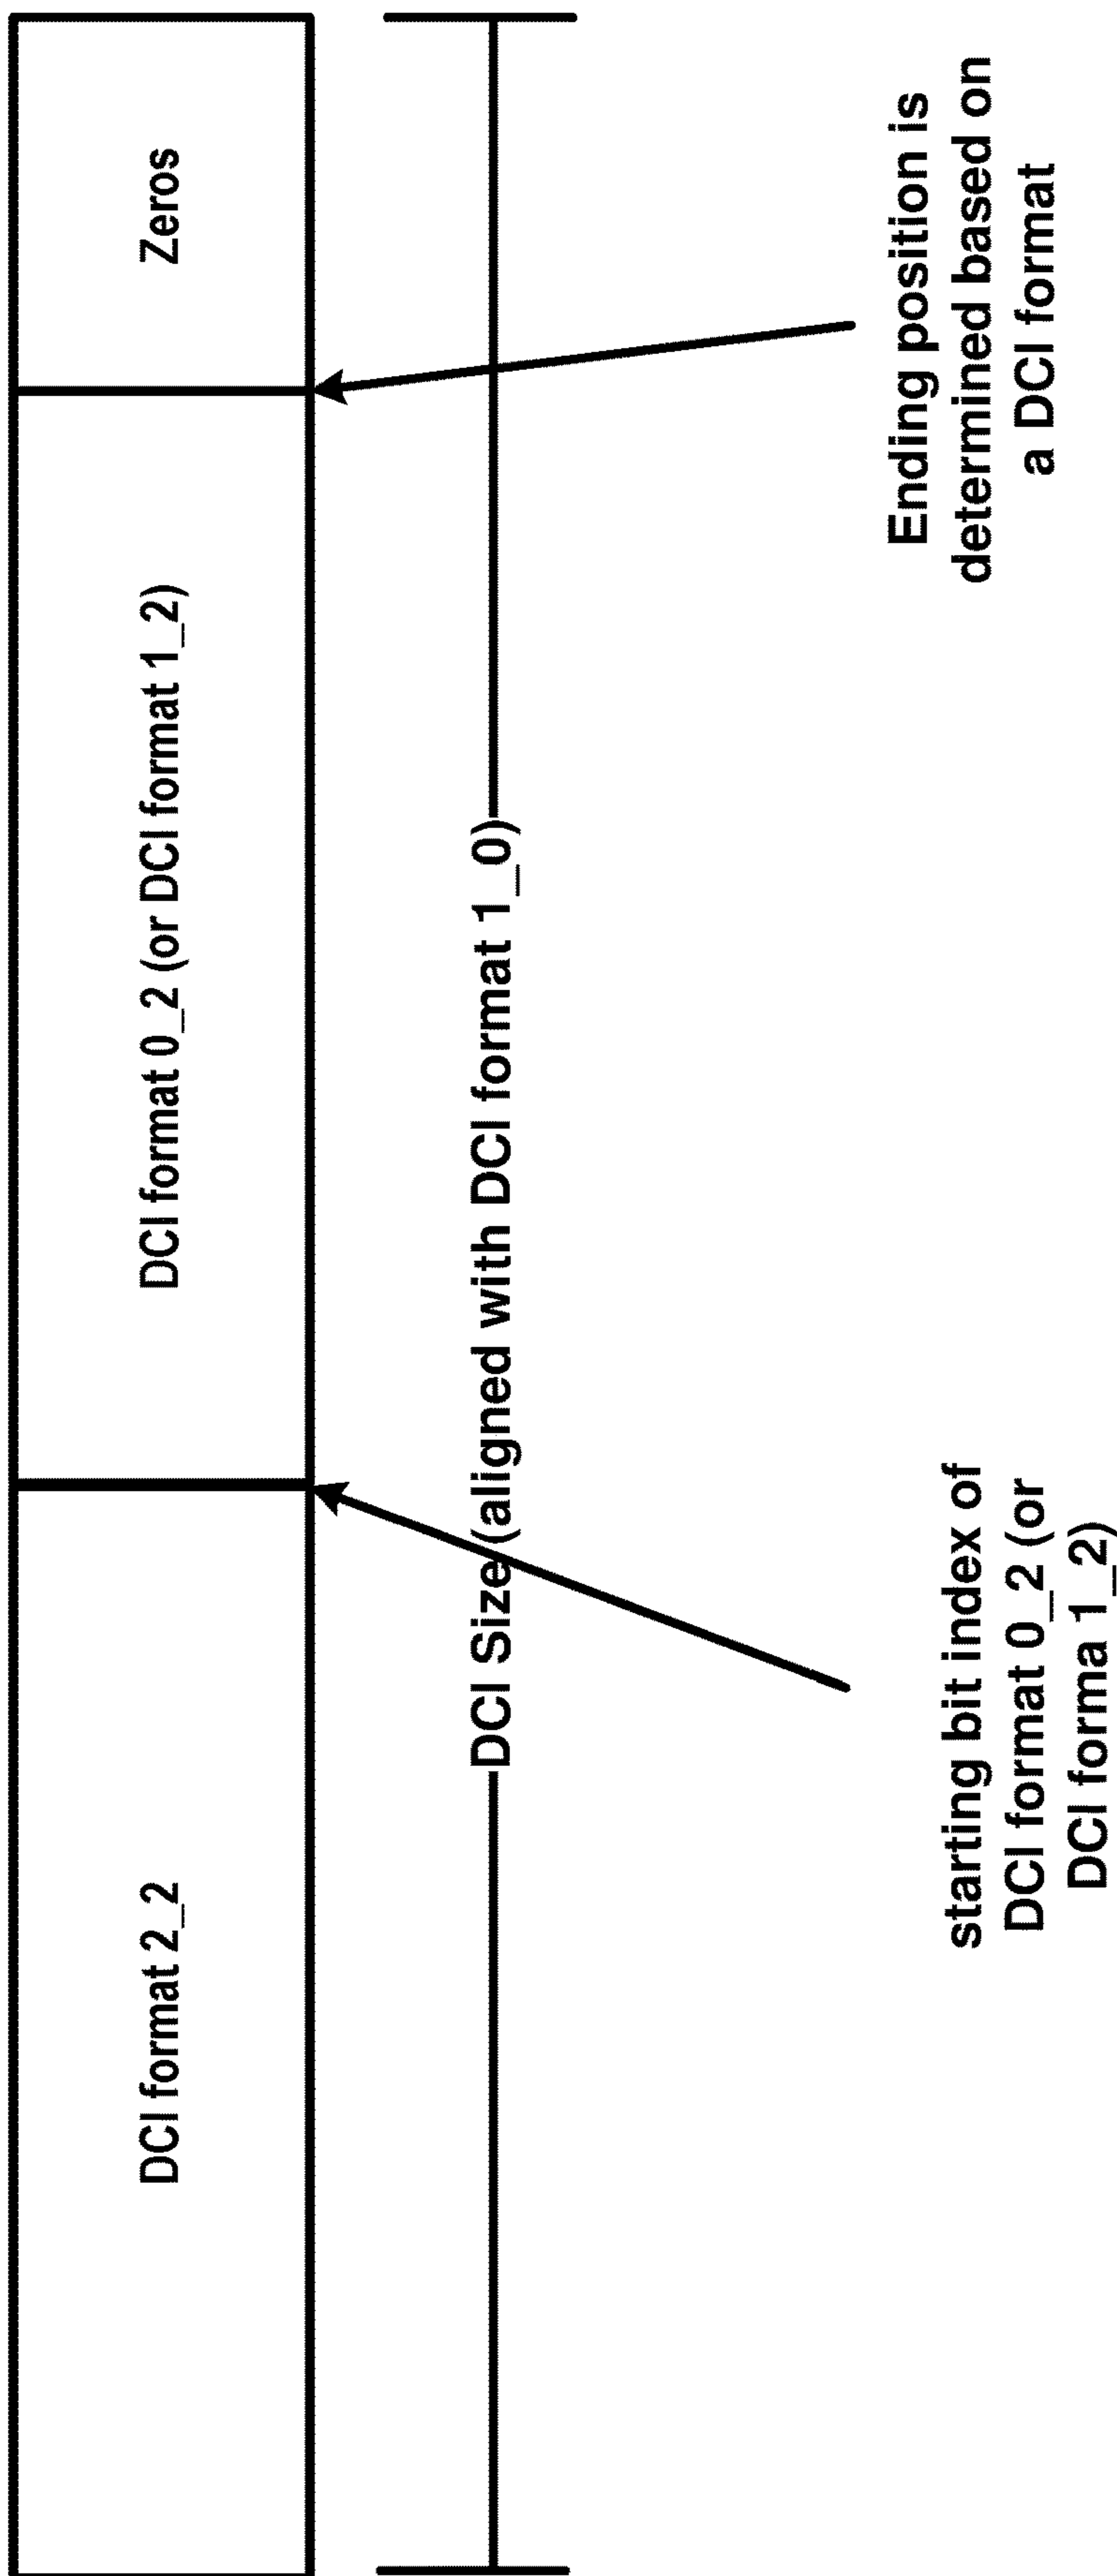 DCI format 2_2
DCI format 0_2 (or DCI format 1_2)
Zeros
DCI Size (aligned with DCI format 1_0)
starting bit index of
DCI format 0_2 (or
DCI forma 1_2)
Ending position is
determined based on
a DCI format